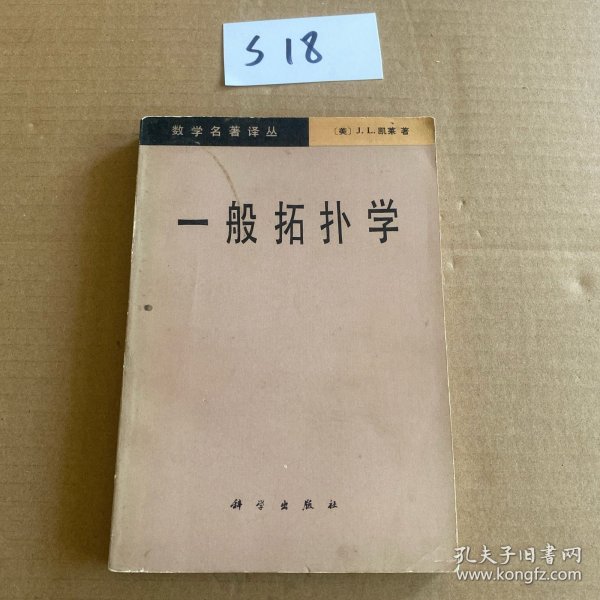 S18
数学名著译丛
〔美〕J.L.凯莱 著
一般拓扑学
科学出版社
孔夫子旧书网
www.kongfz.com